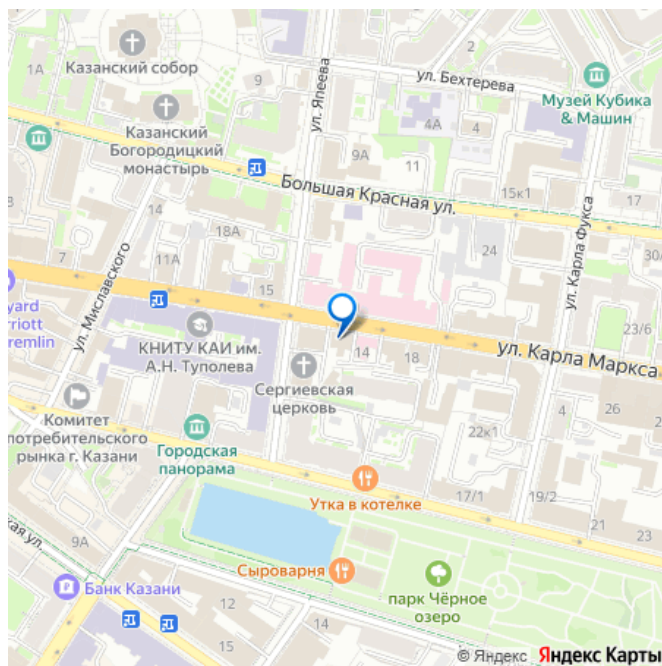 Казанский собор
1А
9
ул. Япеева
2
ул. Бехтерева
Музей Кубика
& Машин
Казанский
Богородицкий
монастырь
4А
4
9А
11
Большая Красная ул.
15к1
17
8
14
18А
11А
7
15
24
ул. Миславского
ул. Карла Фукса
23/6
yard
rriott
remlin
КНИТУ КАИ им.
А.Н. Туполева
14
18
ул. Карла Маркса
Сергиевская
церковь
Комитет
потребительского
рынка г. Казани
Городская
панорама
4
26
22к1
Утка в котелке
17/1
19/2
21
23
ская ул.
9А
Сыроварня
парк Чёрное
озеро
Банк Казани
12
14
15
© Яндекс Яндекс Карты